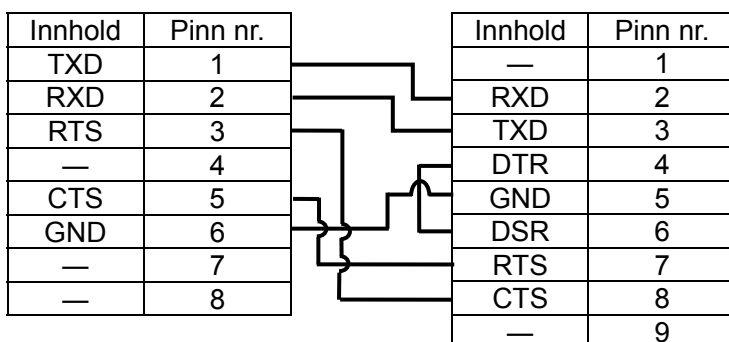 Innhold Pinn nr.
TXD 1
RXD 2
RTS 3
— 4
CTS 5
GND 6
— 7
— 8
Innhold Pinn nr.
— 1
RXD 2
TXD 3
DTR 4
GND 5
DSR 6
RTS 7
CTS 8
— 9